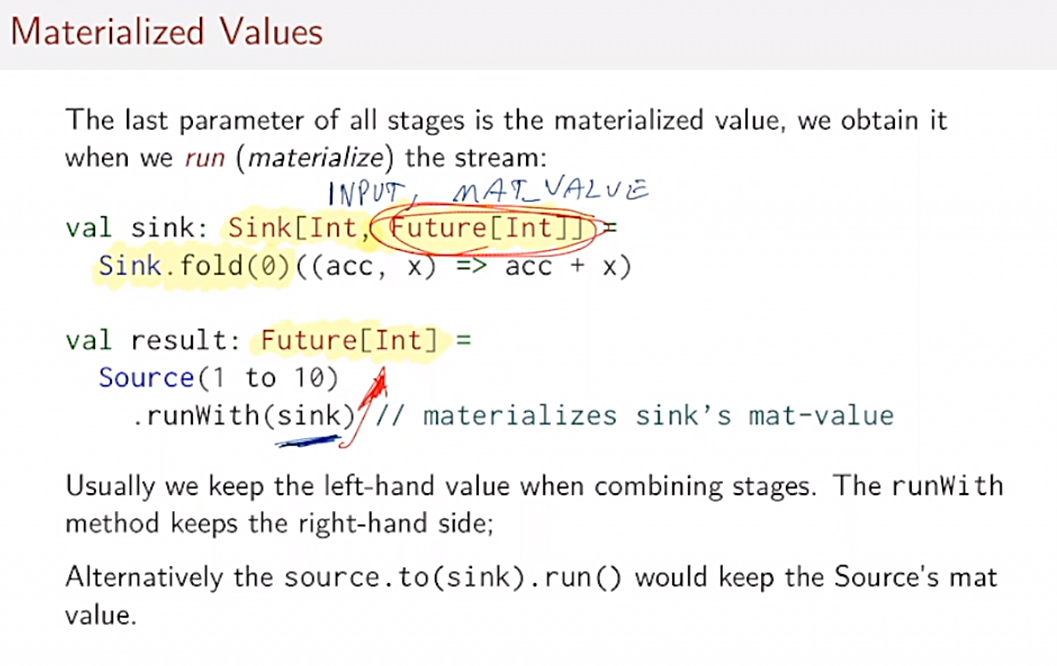 Materialized Values
The last parameter of all stages is the materialized value, we obtain it
when we run (materialize) the stream:
INPUT, MAT_VALUE
val sink: Sink[Int, Future[Int]] =
Sink.fold(0)((acc, x) => acc + x)
val result: Future[Int] =
Source(1 to 10)
.runWith(sink) // materializes sink's mat-value
Usually we keep the left-hand value when combining stages. The runWith
method keeps the right-hand side;
Alternatively the source.to(sink).run() would keep the Source's mat
value.